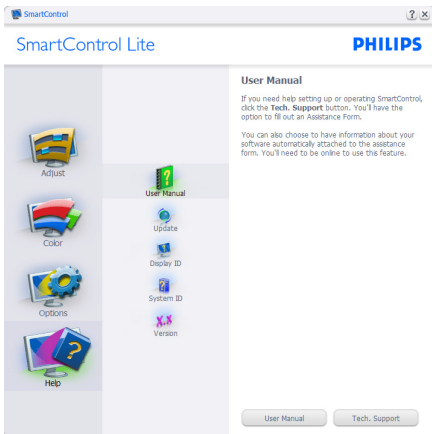 SmartControl
SmartControl Lite
PHILIPS
Adjust
Color
Options
Help
User Manual
Update
Display ID
System ID
X.X
Version
User Manual
If you need help setting up or operating SmartControl,
click the Tech. Support button. You'll have the
option to fill out an Assistance Form.
You can also choose to have information about your
software automatically attached to the assistance
form. You'll need to be online to use this feature.
User Manual
Tech. Support